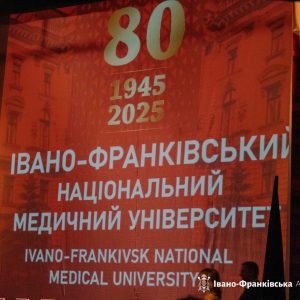 80
1945
2025
ІВАНО-ФРАНКІВСЬКИЙ
НАЦІОНАЛЬНИЙ
МЕДИЧНИЙ УНІВЕРСИТЕТ
IVANO-FRANKIVSK NATIONAL
MEDICAL UNIVERSITY
Івано-Франківська